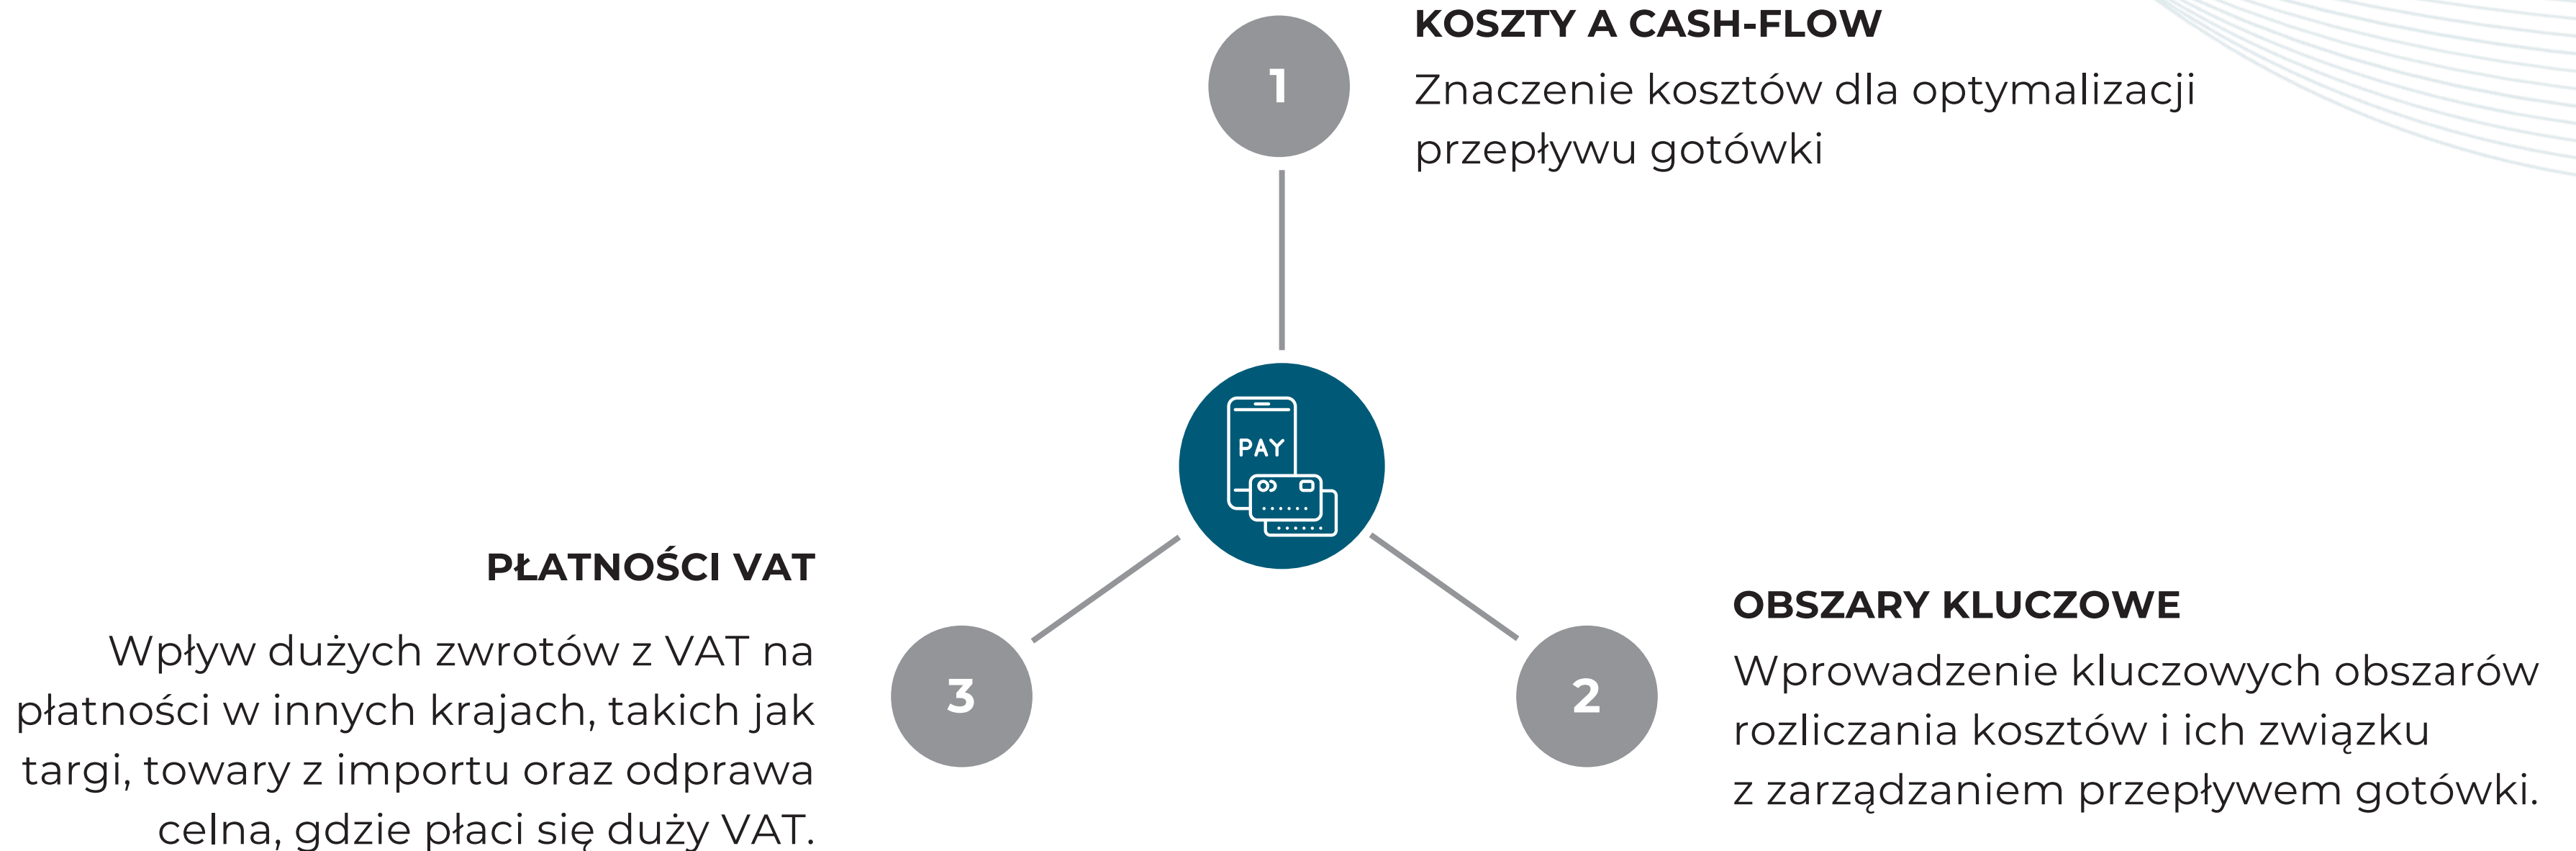 1
KOSZTY A CASH-FLOW
Znaczenie kosztów dla optymalizacji
przepływu gotówki
PAY
2
OBSZARY KLUCZOWE
Wprowadzenie kluczowych obszarów
rozliczania kosztów i ich związku
z zarządzaniem przepływem gotówki.
3
PŁATNOŚCI VAT
Wpływ dużych zwrotów z VAT na
płatności w innych krajach, takich jak
targi, towary z importu oraz odprawa
celna, gdzie płaci się duży VAT.